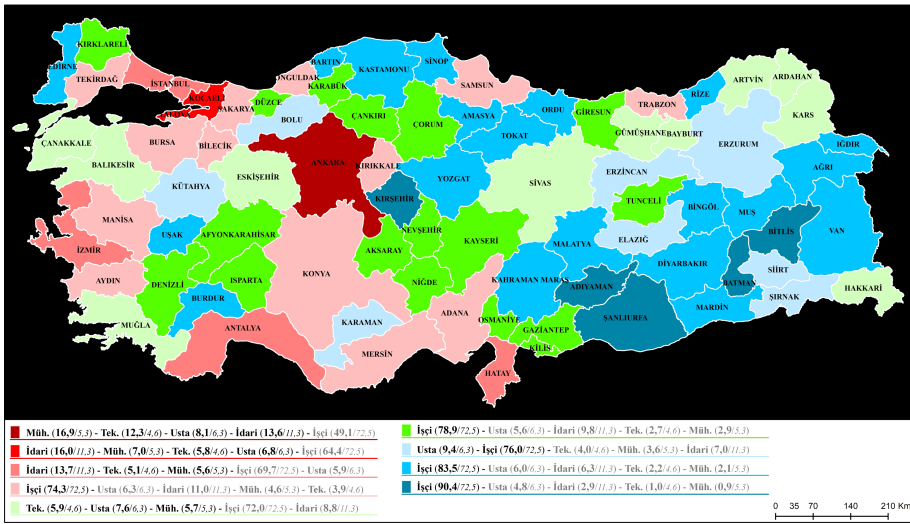 KIRKLARELİ
EDİRNE
TEKİRDAĞ
İSTANBUL
KOCAELİ
SAKARYA
DÜZCE
ZONGULDAK
BARTIN
KARABÜK
KASTAMONU
SİNOP
SAMSUN
BOLU
ÇANKIRI
ÇORUM
AMASYA
ORDU
TOKAT
GİRESUN
TRABZON
RİZE
ARTVİN
ARDAHAN
KARS
GÜMÜŞHANE
BAYBURT
ERZURUM
IĞDIR
AĞRI
ÇANAKKALE
BURSA
BİLECİK
BALIKESİR
KÜTAHYA
ESKİŞEHİR
ANKARA
KIRIKKALE
KIRŞEHİR
YOZGAT
SİVAS
ERZİNCAN
TUNCELİ
BİNGÖL
MUŞ
BİTLİS
VAN
ELAZIĞ
MALATYA
DİYARBAKIR
BATMAN
SİİRT
HAKKARİ
ŞIRNAK
MARDİN
MANİSA
İZMİR
UŞAK
AFYONKARAHİSAR
AYDIN
DENİZLİ
ISPARTA
BURDUR
MUĞLA
ANTALYA
KONYA
KARAMAN
MERSİN
AKSARAY
NEVŞEHİR
KAYSERİ
NİĞDE
ADANA
KAHRAMAN MARAŞ
ADIYAMAN
ŞANLIURFA
OSMANİYE
GAZİANTEP
KİLİS
HATAY
Müh. (16,9/5,3) - Tek. (12,3/4,6) - Usta (8,1/6,3) - İdari (13,6/11,3) - İşçi (49,1/72,5)
İdari (16,0/11,3) - Müh. (7,0/5,3) - Tek. (5,8/4,6) - Usta (6,8/6,3) - İşçi (64,4/72,5)
İdari (13,7/11,3) - Tek. (5,1/4,6) - Müh. (5,6/5,3) - İşçi (69,7/72,5) - Usta (5,9/6,3)
İşçi (74,3/72,5) - Usta (6,3/6,3) - İdari (11,0/11,3) - Müh. (4,6/5,3) - Tek. (3,9/4,6)
Tek. (5,9/4,6) - Usta (7,6/6,3) - Müh. (5,7/5,3) - İşçi (72,0/72,5) - İdari (8,8/11,3)
İşçi (78,9/72,5) - Usta (5,6/6,3) - İdari (9,8/11,3) - Tek. (2,7/4,6) - Müh. (2,9/5,3)
Usta (9,4/6,3) - İşçi (76,0/72,5) - Tek. (4,0/4,6) - Müh. (3,6/5,3) - İdari (7,0/11,3)
İşçi (83,5/72,5) - Usta (6,0/6,3) - İdari (6,3/11,3) - Tek. (2,2/4,6) - Müh. (2,1/5,3)
İşçi (90,4/72,5) - Usta (4,8/6,3) - İdari (2,9/11,3) - Tek. (1,0/4,6) - Müh. (0,9/5,3)
0 35 70 140 210 Km